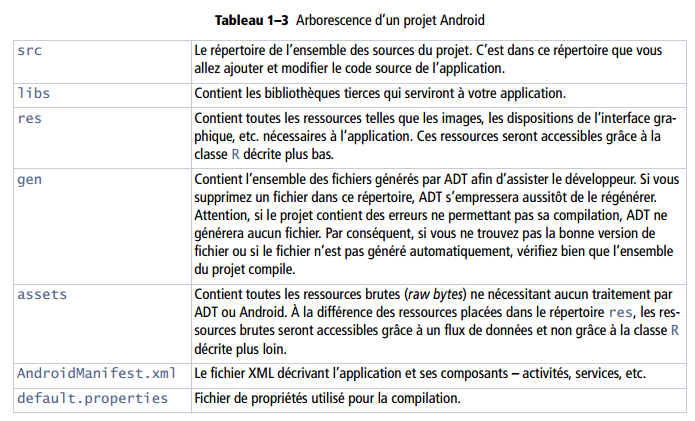 Tableau 1–3 Arborescence d’un projet Android
src Le répertoire de l’ensemble des sources du projet. C’est dans ce répertoire que vous
allez ajouter et modifier le code source de l’application.
libs Contient les bibliothèques tierces qui serviront à votre application.
res Contient toutes les ressources telles que les images, les dispositions de l’interface gra-
phique, etc. nécessaires à l’application. Ces ressources seront accessibles grâce à la
classe R décrite plus bas.
gen Contient l’ensemble des fichiers générés par ADT afin d’assister le développeur. Si vous
supprimez un fichier dans ce répertoire, ADT s’empressera aussitôt de le régénérer.
Attention, si le projet contient des erreurs ne permettant pas sa compilation, ADT ne
générera aucun fichier. Par conséquent, si vous ne trouvez pas la bonne version de
fichier ou si le fichier n’est pas généré automatiquement, vérifiez bien que l’ensemble
du projet compile.
assets Contient toutes les ressources brutes (raw bytes) ne nécessitant aucun traitement par
ADT ou Android. À la différence des ressources placées dans le répertoire res, les res-
sources brutes seront accessibles grâce à un flux de données et non grâce à la classe R
décrite plus loin.
AndroidManifest.xml Le fichier XML décrivant l’application et ses composants – activités, services, etc.
default.properties Fichier de propriétés utilisé pour la compilation.